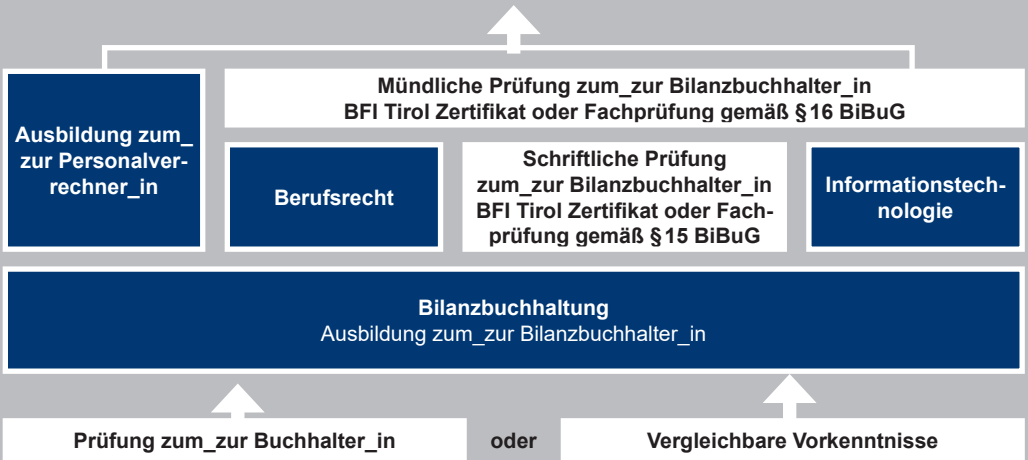 Mündliche Prüfung zum_zur Bilanzbuchhalter_in
BFI Tirol Zertifikat oder Fachprüfung gemäß §16 BiBuG
Ausbildung zum_
zur Personalver-
rechner_in
Berufsrecht
Schriftliche Prüfung
zum_zur Bilanzbuchhalter_in
BFI Tirol Zertifikat oder Fach-
prüfung gemäß §15 BiBuG
Informationstech-
nologie
Bilanzbuchhaltung
Ausbildung zum_zur Bilanzbuchhalter_in
Prüfung zum_zur Buchhalter_in
oder
Vergleichbare Vorkenntnisse